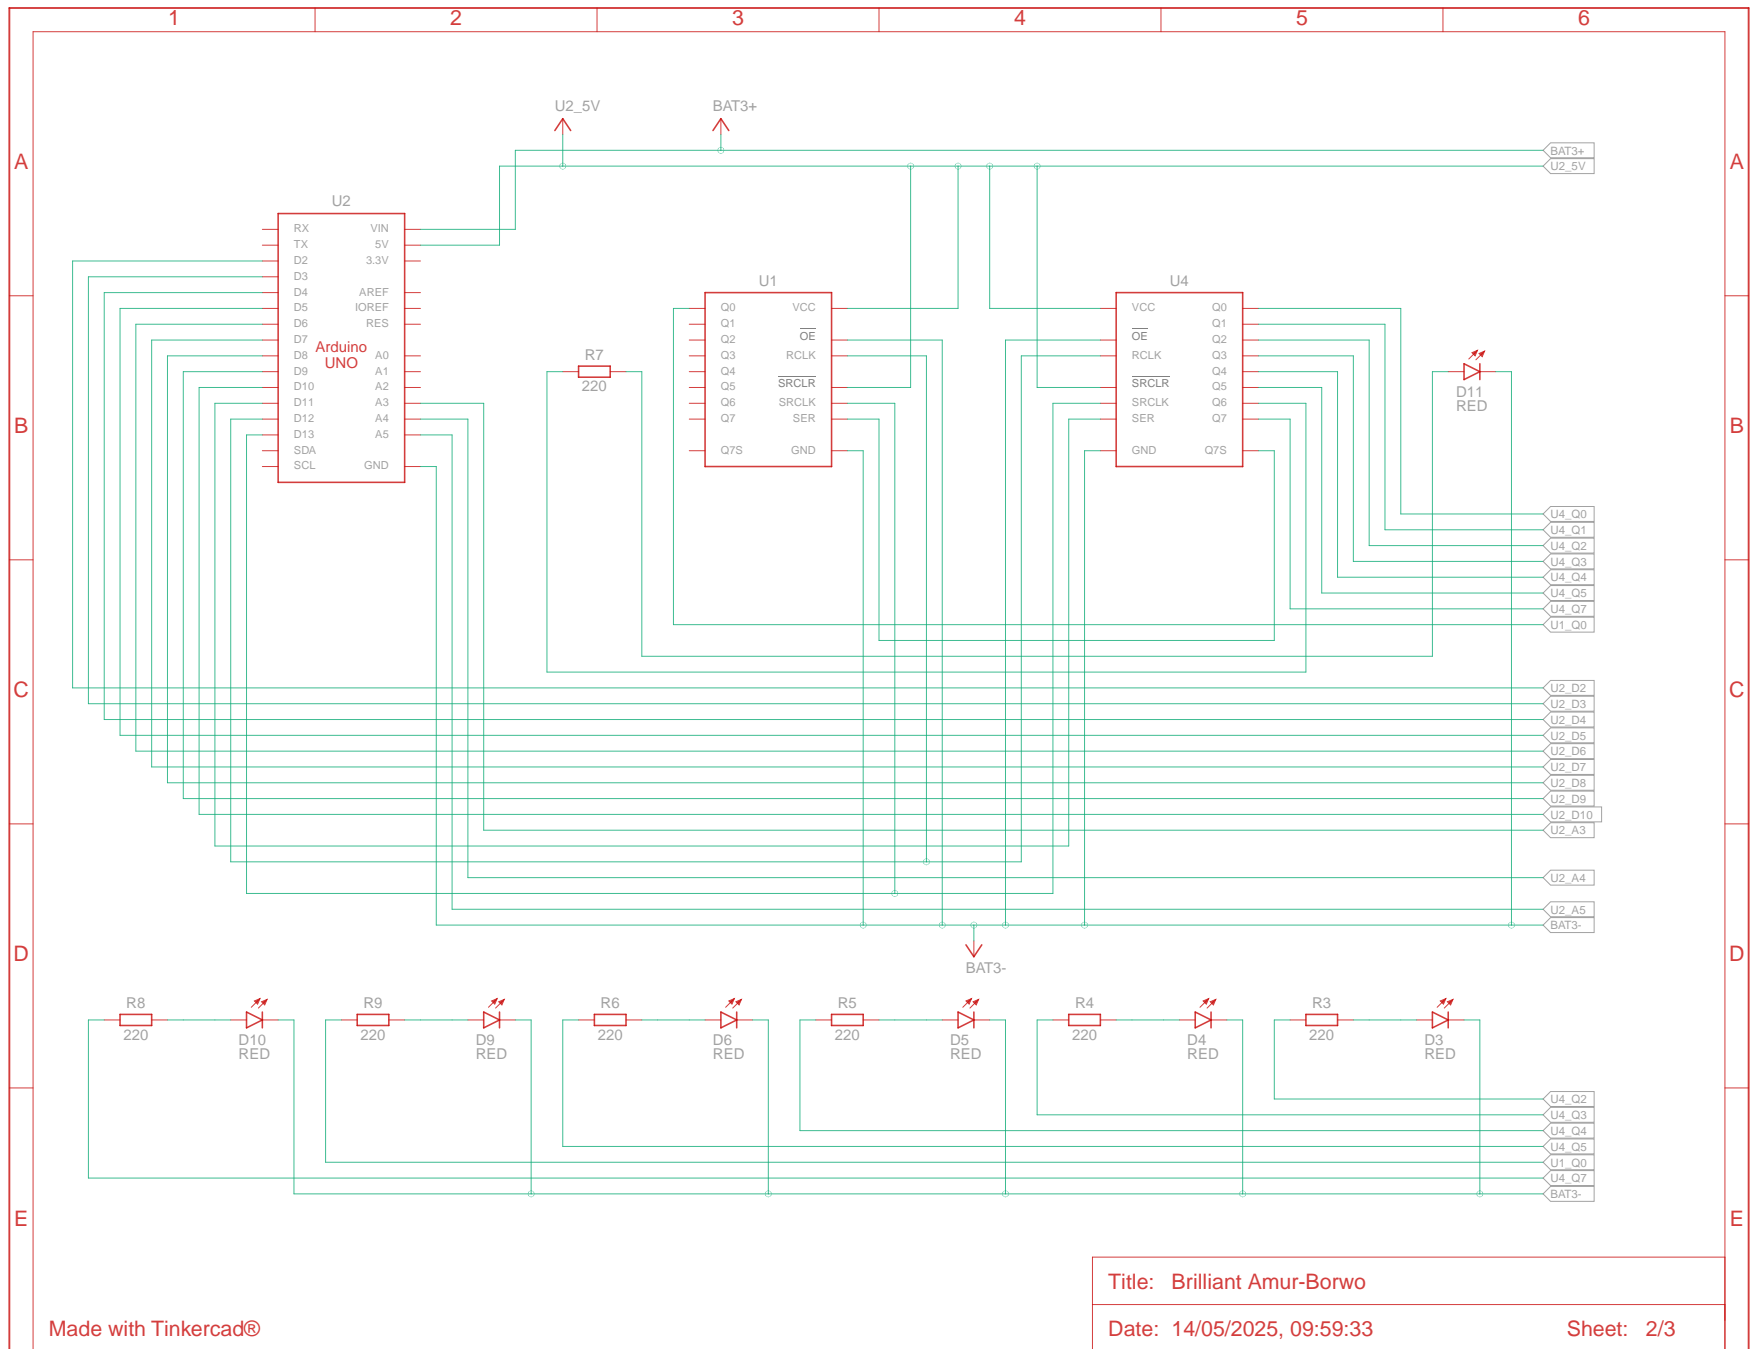 1 2 3 4 5 6
U2_5V BAT3+
A A
BAT3+
U2_5V
U2
RX VIN
TX 5V
D2 3.3V
D3
D4 AREF
D5 IOREF
D6 RES
D7
D8 A0
D9 A1
D10 A2
D11 A3
D12 A4
D13 A5
SDA
SCL GND
Arduino
UNO
R7
220
U1
Q0 VCC
Q1
Q2 OE
Q3 RCLK
Q4
Q5 SRCLR
Q6 SRCLK
Q7 SER
Q7S GND
U4
VCC Q0
Q1
OE Q2
RCLK Q3
Q4
SRCLR Q5
SRCLK Q6
SER Q7
GND Q7S
D11
RED
B B
U4_Q0
U4_Q1
U4_Q2
U4_Q3
U4_Q4
U4_Q5
U4_Q7
U1_Q0
C C
U2_D2
U2_D3
U2_D4
U2_D5
U2_D6
U2_D7
U2_D8
U2_D9
U2_D10
U2_A3
U2_A4
U2_A5
BAT3-
D D
BAT3-
R8 R9 R6 R5 R4 R3
220 220 220 220 220 220
D10 D9 D6 D5 D4 D3
RED RED RED RED RED RED
U4_Q2
U4_Q3
U4_Q4
U4_Q5
U1_Q0
U4_Q7
BAT3-
E E
Title: Brilliant Amur-Borwo
Made with Tinkercad®
Date: 14/05/2025, 09:59:33 Sheet: 2/3